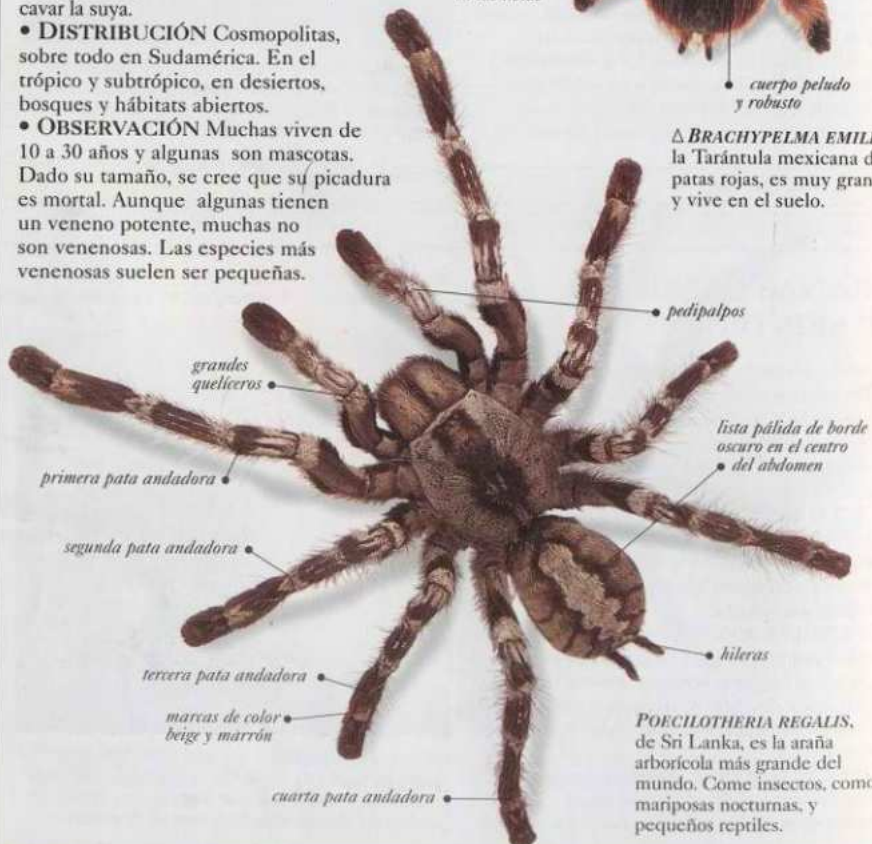 cavar la suya.
• DISTRIBUCIÓN Cosmopolitas,
sobre todo en Sudamérica. En el
trópico y subtrópico, en desiertos,
bosques y hábitats abiertos.
• OBSERVACIÓN Muchas viven de
10 a 30 años y algunas son mascotas.
Dado su tamaño, se cree que su picadura
es mortal. Aunque algunas tienen
un veneno potente, muchas no
son venenosas. Las especies más
venenosas suelen ser pequeñas.
cuerpo peludo
y robusto
△ BRACHYPELMA EMILI
la Tarántula mexicana d
patas rojas, es muy gran
y vive en el suelo.
pedipalpos
grandes
quelíceros
lista pálida de borde
oscuro en el centro
del abdomen
primera pata andadora
segunda pata andadora
hileras
tercera pata andadora
marcas de color
beige y marrón
cuarta pata andadora
POECILOTHERIA REGALIS,
de Sri Lanka, es la araña
arborícola más grande del
mundo. Come insectos, como
mariposas nocturnas, y
pequeños reptiles.